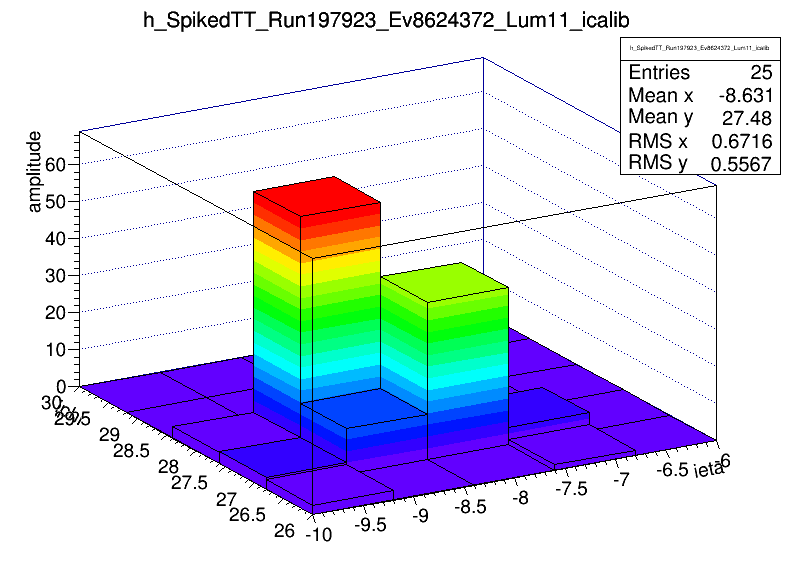 h_SpikedTT_Run197923_Ev8624372_Lum11_icalib
h_SpikedTT_Run197923_Ev8624372_Lum11_icalib
Entries 25
Mean x -8.631
Mean y 27.48
RMS x 0.6716
RMS y 0.5567
amplitude
60
50
40
30
20
10
0
30
29.5
29
28.5
28
27.5
27
26.5
26
-10
-9.5
-9
-8.5
-8
-7.5
-7
-6.5
-6
ieta